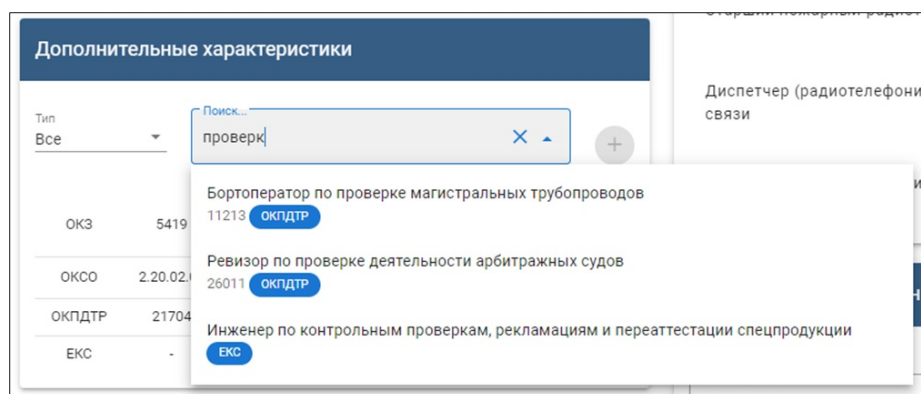 Дополнительные характеристики
Тип
Все
Поиск...
проверк
Бортоператор по проверке магистральных трубопроводов
11213 ОКПДТР
Ревизор по проверке деятельности арбитражных судов
26011 ОКПДТР
Инженер по контрольным проверкам, рекламациям и переаттестации спецпродукции
ЕКС
ОКЗ 5419
ОКСО 2.20.02.
ОКПДТР 21704
ЕКС -
Диспетчер (радиотелефони
связи